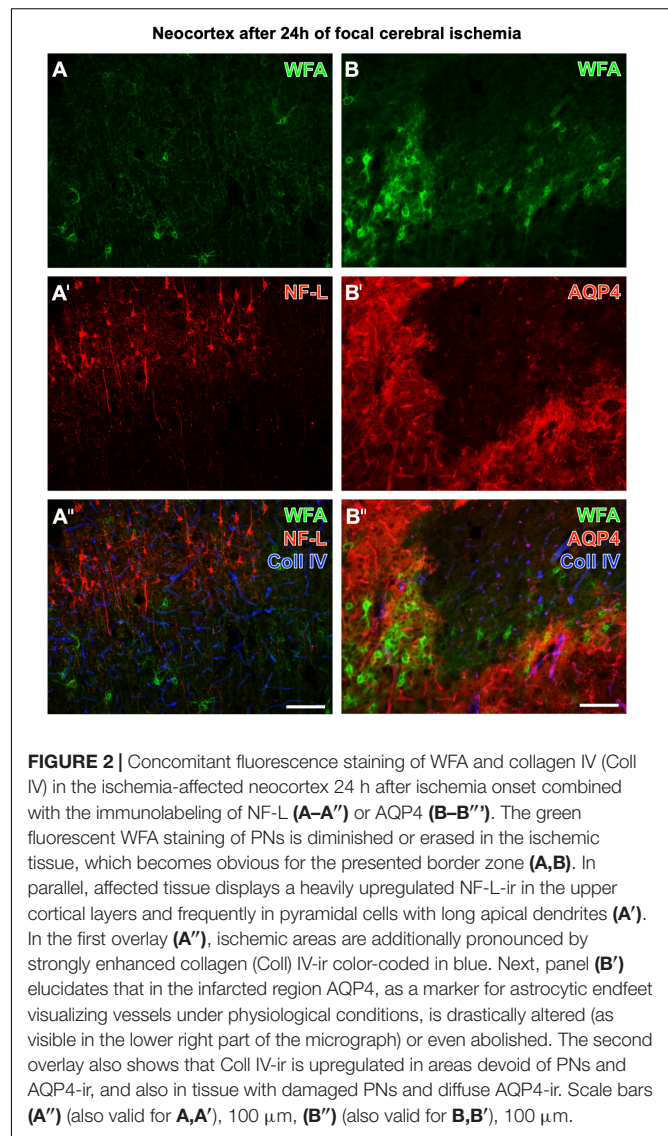 Neocortex after 24h of focal cerebral ischemia
A
WFA
B
WFA
A'
NF-L
B'
AQP4
A"
WFA
NF-L
Coll IV
B"
WFA
AQP4
Coll IV
FIGURE 2 | Concomitant fluorescence staining of WFA and collagen IV (Coll
IV) in the ischemia-affected neocortex 24 h after ischemia onset combined
with the immunolabeling of NF-L (A–A″) or AQP4 (B–B″'). The green
fluorescent WFA staining of PNs is diminished or erased in the ischemic
tissue, which becomes obvious for the presented border zone (A,B). In
parallel, affected tissue displays a heavily upregulated NF-L-ir in the upper
cortical layers and frequently in pyramidal cells with long apical dendrites (A′).
In the first overlay (A″), ischemic areas are additionally pronounced by
strongly enhanced collagen (Coll) IV-ir color-coded in blue. Next, panel (B′)
elucidates that in the infarcted region AQP4, as a marker for astrocytic endfeet
visualizing vessels under physiological conditions, is drastically altered (as
visible in the lower right part of the micrograph) or even abolished. The second
overlay also shows that Coll IV-ir is upregulated in areas devoid of PNs and
AQP4-ir, and also in tissue with damaged PNs and diffuse AQP4-ir. Scale bars
(A″) (also valid for A,A′), 100 μm, (B″) (also valid for B,B′), 100 μm.